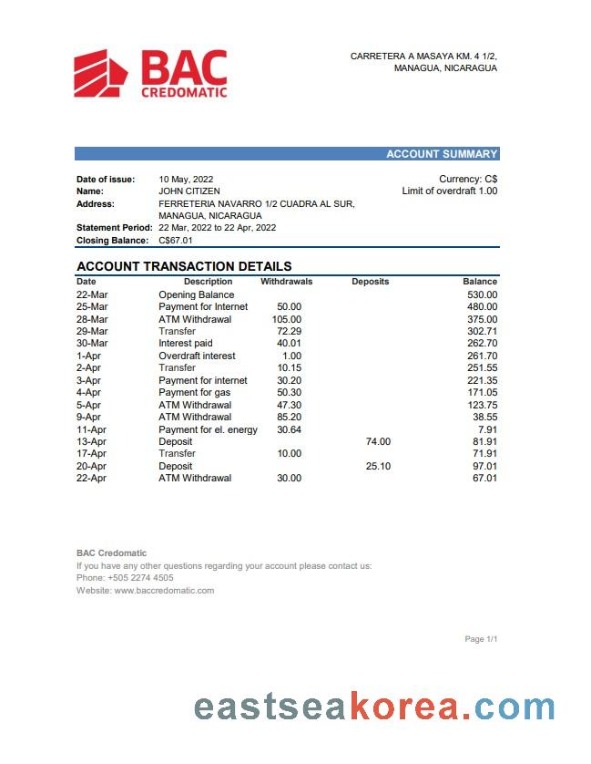 BAC
CREDOMATIC
CARRETERA A MASAYA KM. 4 1/2,
MANAGUA, NICARAGUA
ACCOUNT SUMMARY
Date of issue: 10 May, 2022
Name: JOHN CITIZEN
Address: FERRETERIA NAVARRO 1/2 CUADRA AL SUR,
MANAGUA, NICARAGUA
Statement Period: 22 Mar, 2022 to 22 Apr, 2022
Closing Balance: C$67.01
Currency: C$
Limit of overdraft 1.00
ACCOUNT TRANSACTION DETAILS
Date Description Withdrawals Deposits Balance
22-Mar Opening Balance 530.00
25-Mar Payment for Internet 50.00 480.00
28-Mar ATM Withdrawal 105.00 375.00
29-Mar Transfer 72.29 302.71
30-Mar Interest paid 40.01 262.70
1-Apr Overdraft interest 1.00 261.70
2-Apr Transfer 10.15 251.55
3-Apr Payment for internet 30.20 221.35
4-Apr Payment for gas 50.30 171.05
5-Apr ATM Withdrawal 47.30 123.75
9-Apr ATM Withdrawal 85.20 38.55
11-Apr Payment for el. energy 30.64 7.91
13-Apr Deposit 74.00 81.91
17-Apr Transfer 10.00 71.91
20-Apr Deposit 25.10 97.01
22-Apr ATM Withdrawal 30.00 67.01
BAC Credomatic
If you have any other questions regarding your account please contact us:
Phone: +505 2274 4505
Website: www.baccredomatic.com
Page 1/1
eastseakorea.com